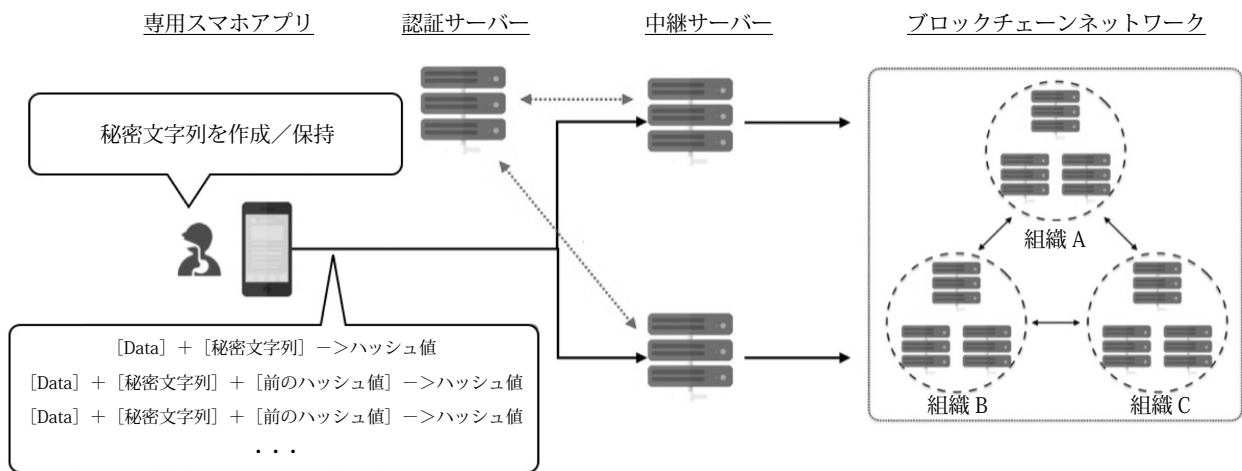 専用スマホアプリ
認証サーバー
中継サーバー
ブロックチェーンネットワーク
秘密文字列を作成／保持
[Data] ＋ [秘密文字列] −>ハッシュ値
[Data] ＋ [秘密文字列] ＋ [前のハッシュ値] −>ハッシュ値
[Data] ＋ [秘密文字列] ＋ [前のハッシュ値] −>ハッシュ値
・・・
組織 A
組織 B
組織 C